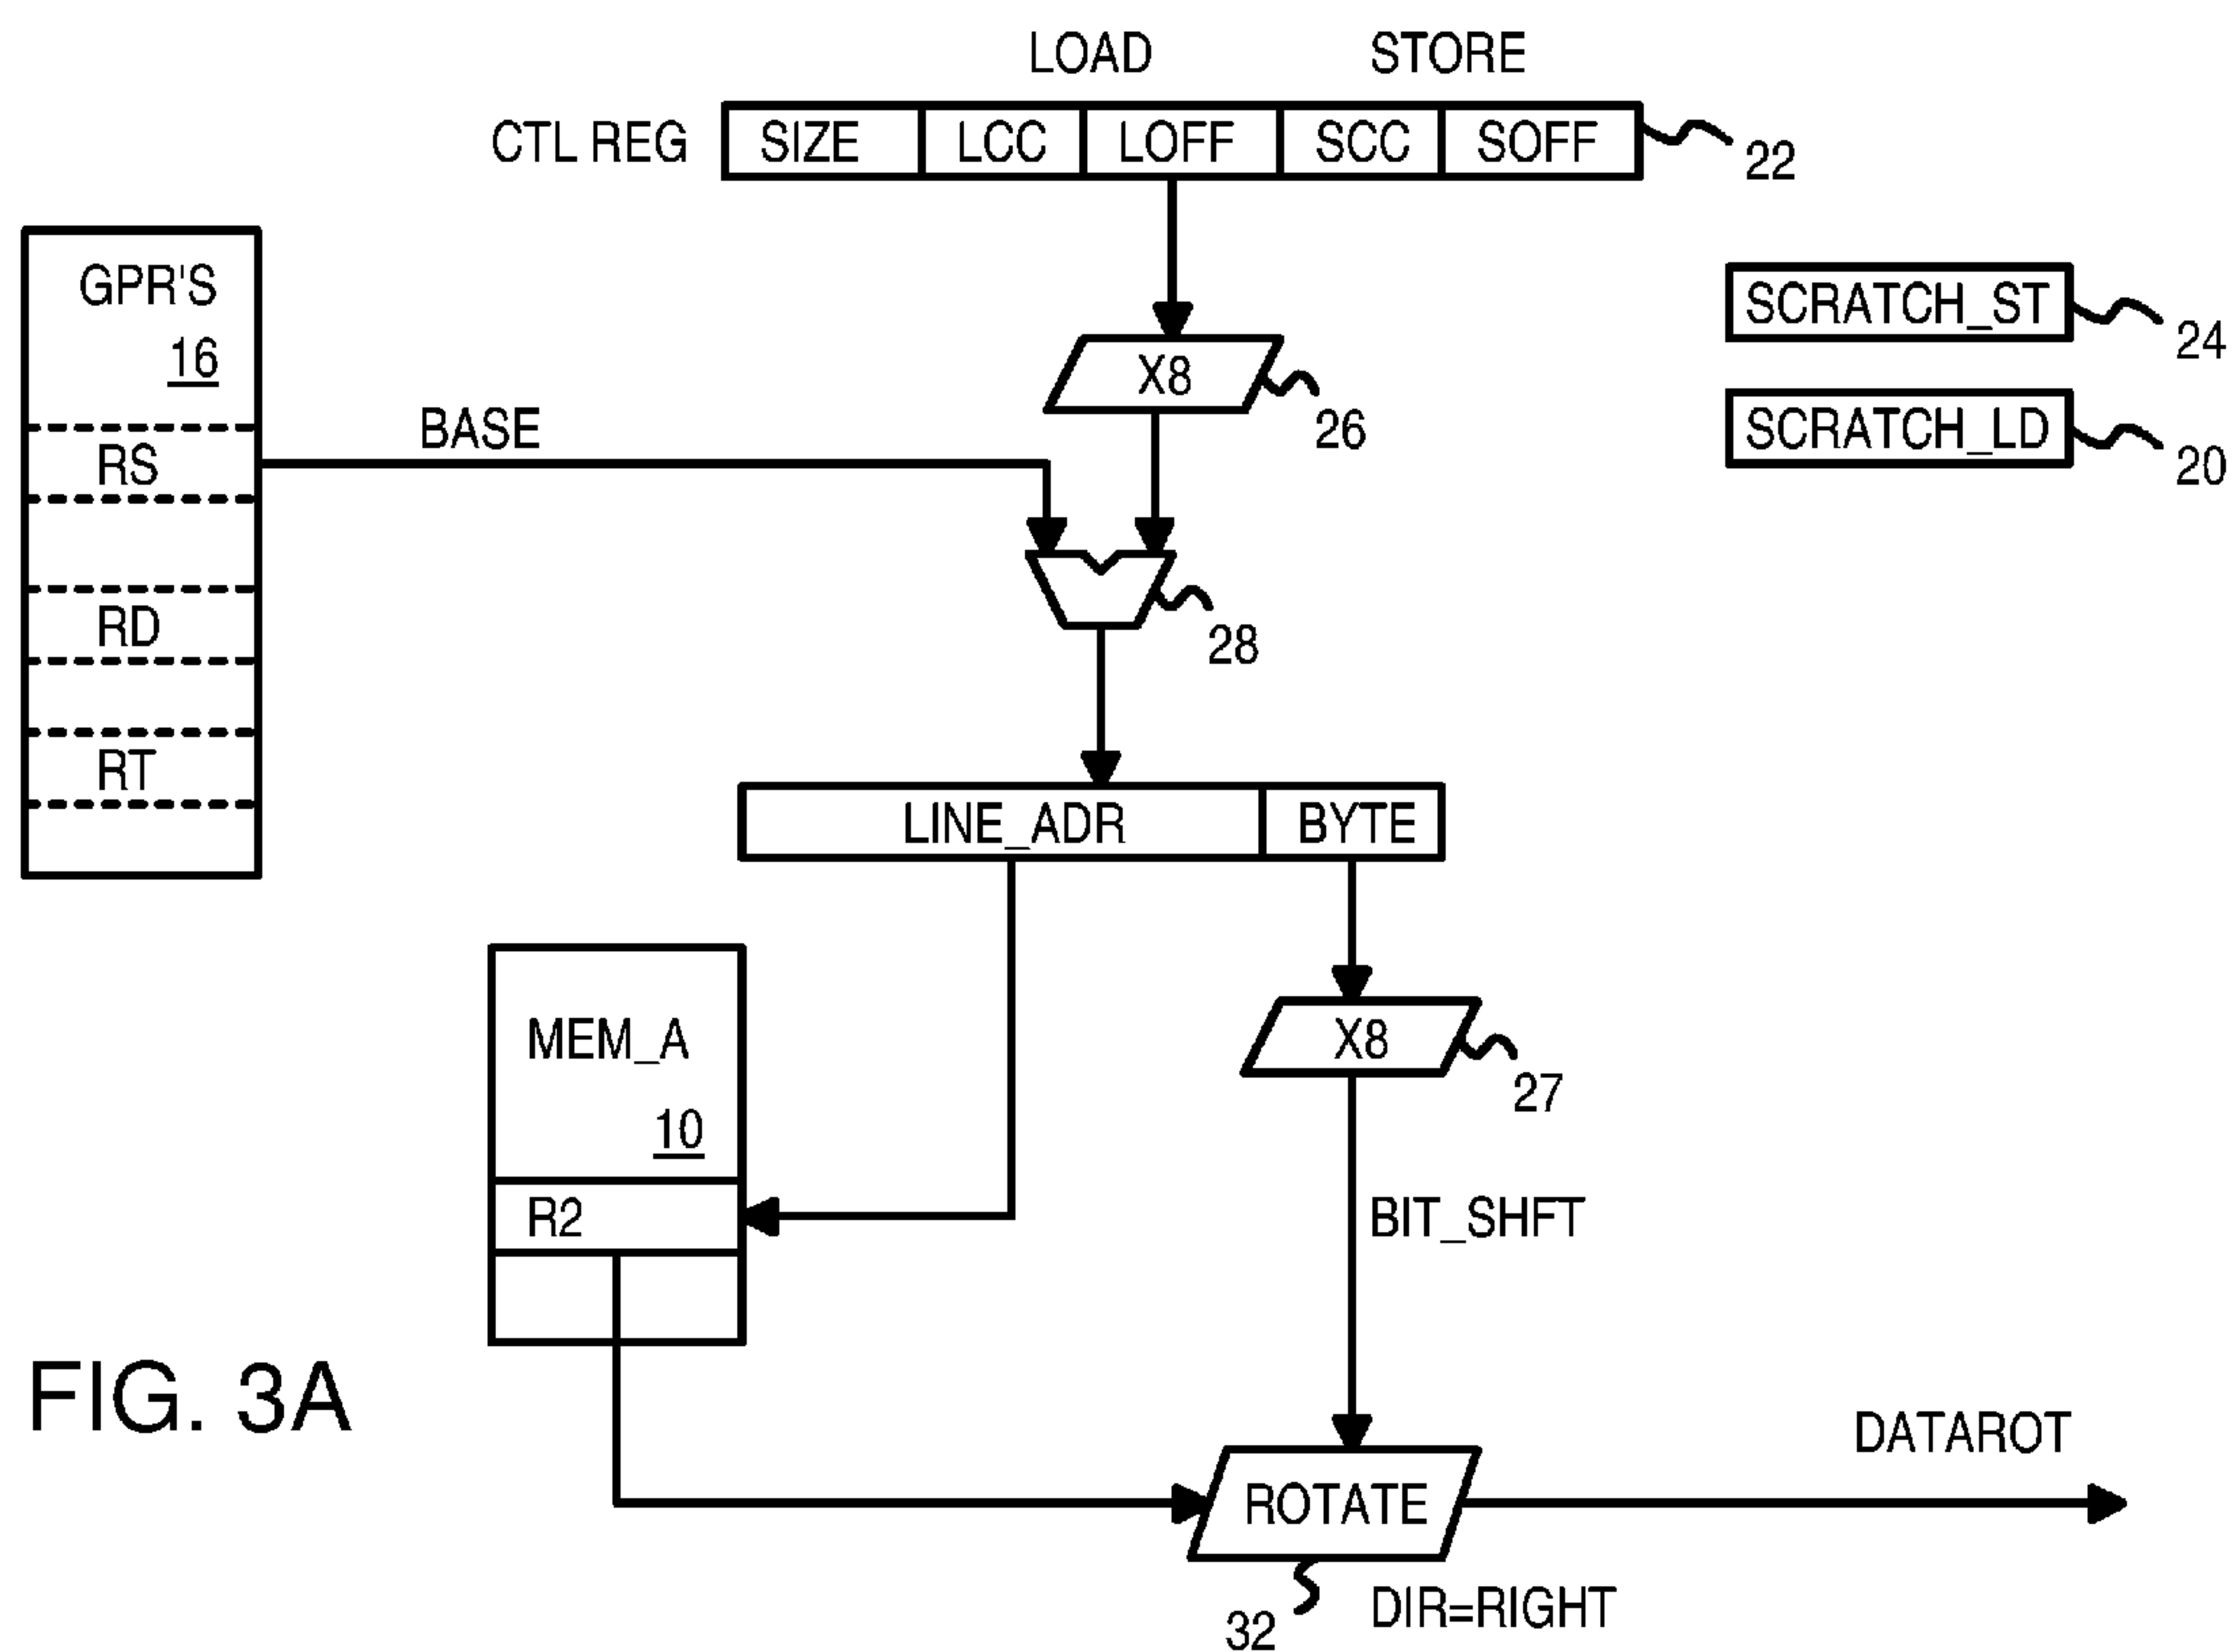 LOAD STORE
CTL REG SIZE LCC LOFF SCC SOFF 22
GPR'S
16
SCRATCH_ST 24
X8 26
SCRATCH_LD 20
BASE
RS
28
RD
RT
LINE_ADR BYTE
MEM_A
10
X8 27
R2
BIT_SHFT
FIG. 3A
DATAROT
ROTATE
32
DIR=RIGHT